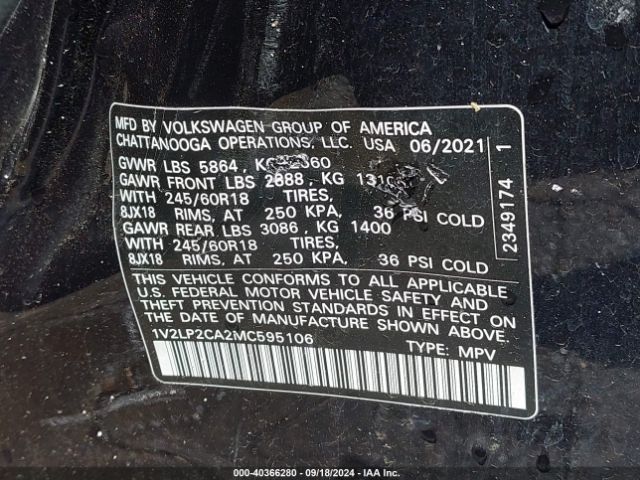 MFD BY VOLKSWAGEN GROUP OF AMERICA
CHATTANOOGA OPERATIONS, LLC. USA 06/2021
GVWR LBS 5864,
GAWR FRONT LBS 2888, KG
WITH 245/60R18 TIRES,
8JX18 RIMS, AT 250 KPA, 36 PSI COLD
GAWR REAR LBS 3086, KG 1400
WITH 245/60R18 TIRES,
8JX18 RIMS, AT 250 KPA, 36 PSI COLD
THIS VEHICLE CONFORMS TO ALL APPLICABLE
U.S. FEDERAL MOTOR VEHICLE SAFETY AND
THEFT PREVENTION STANDARDS IN EFFECT ON
THE DATE OF MANUFACTURE SHOWN ABOVE.
1V2LP2CA2MC595106 TYPE: MPV
2349174 1
000-40366280 - 09/18/2024 - IAA Inc.